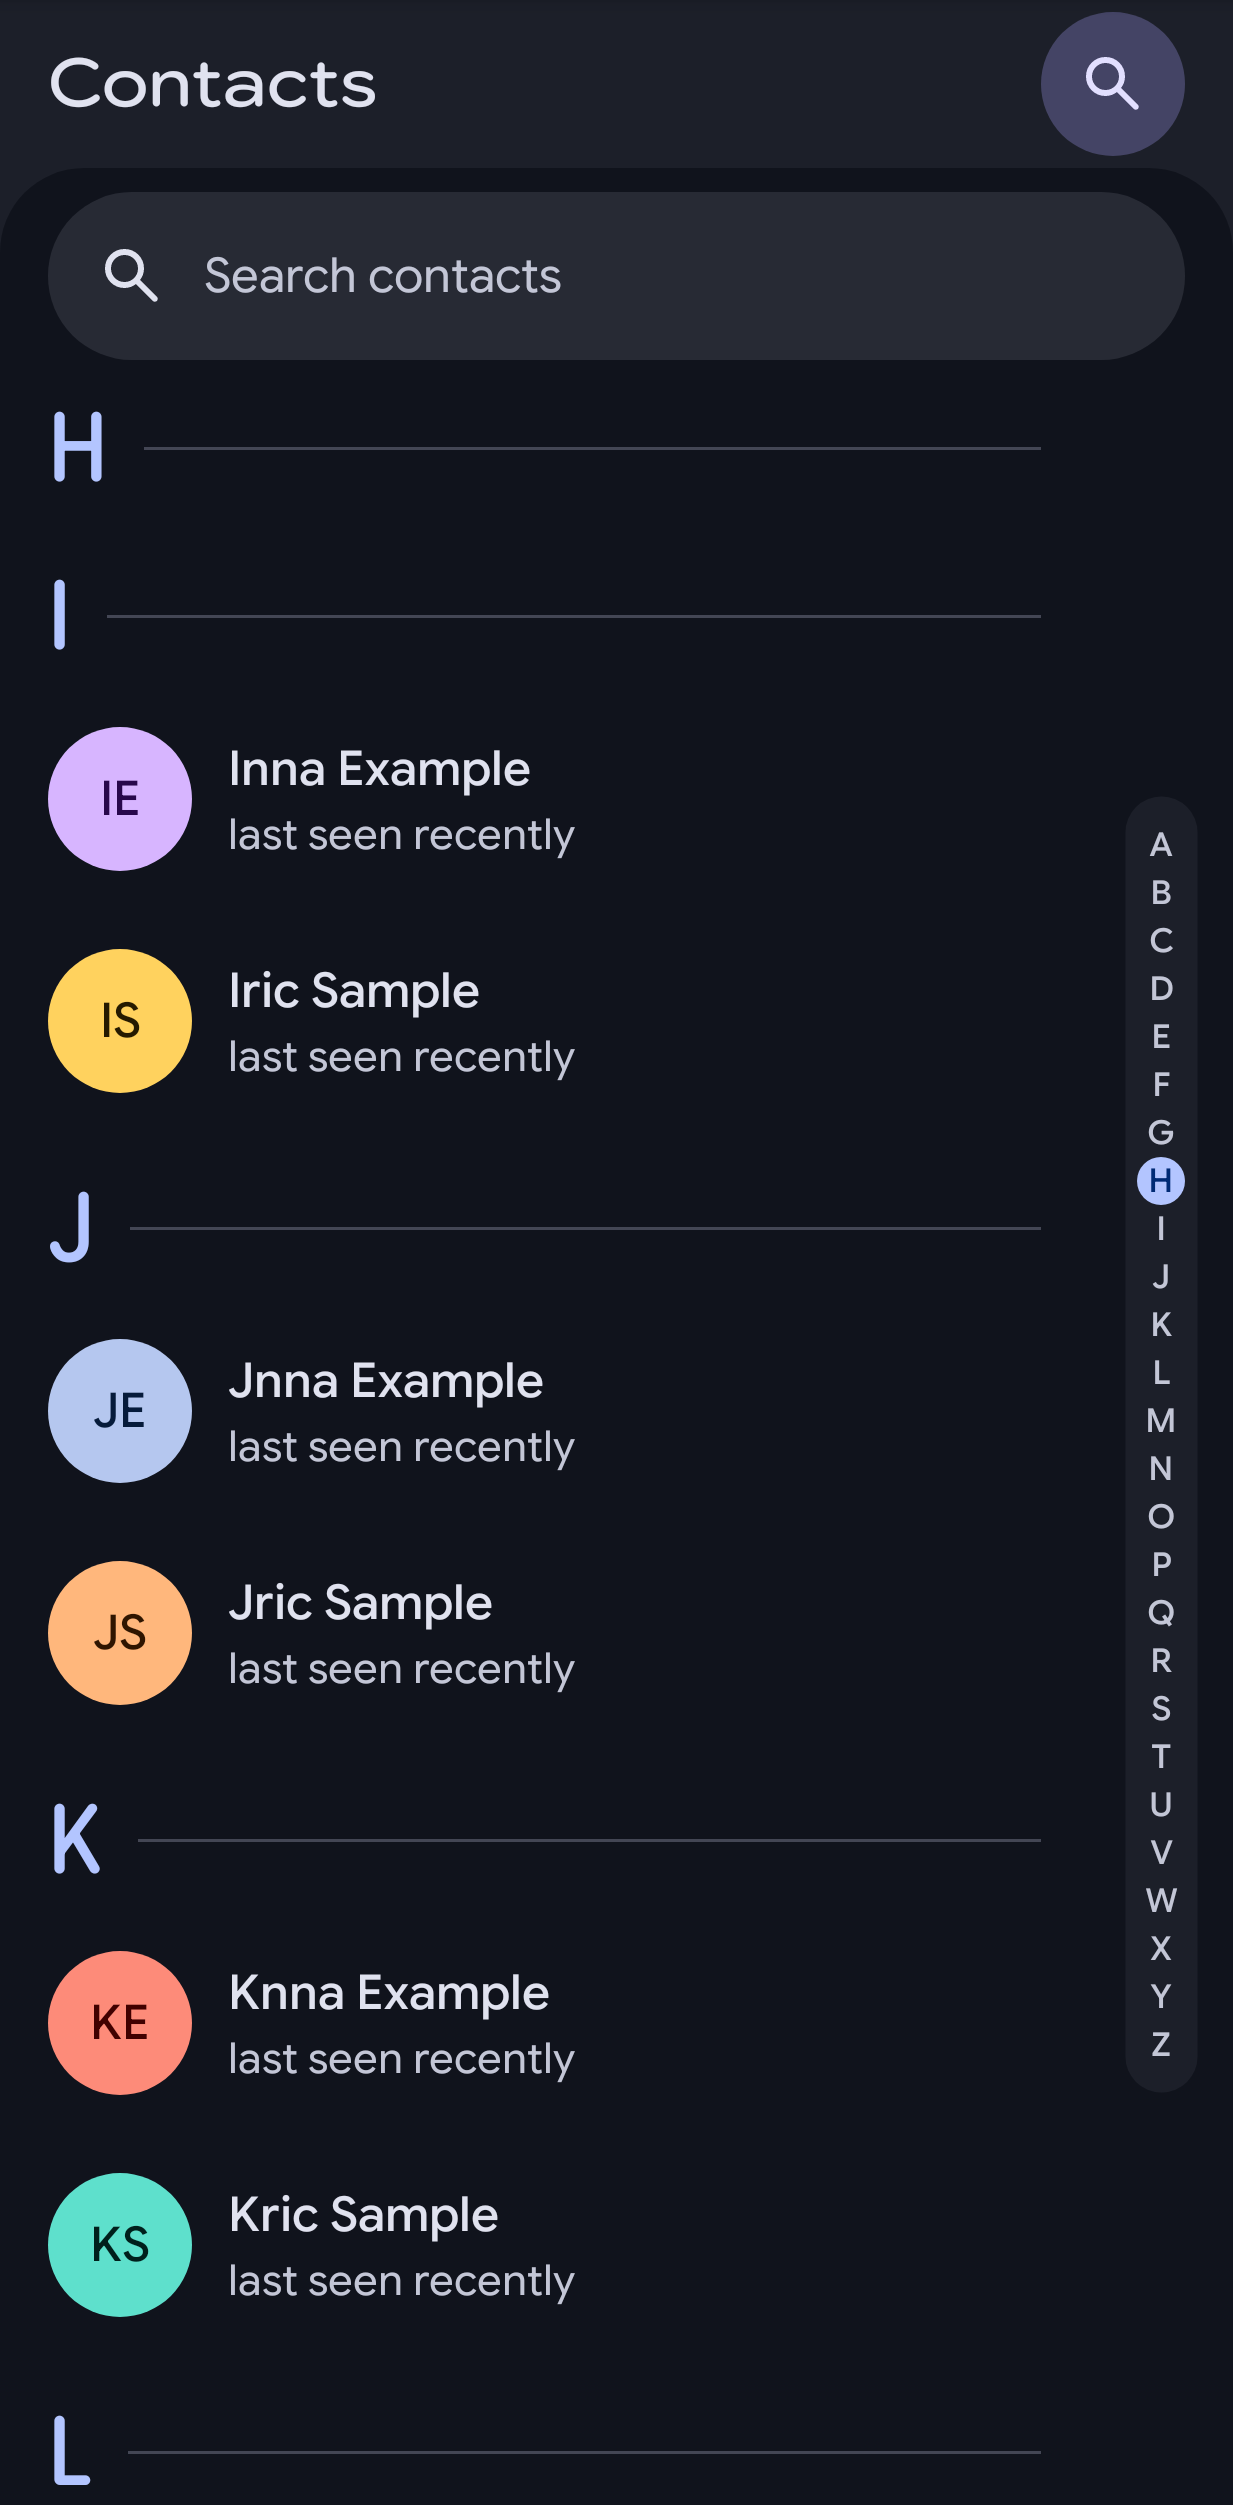 Contacts
Search contacts
H
I
IE
Inna Example
last seen recently
IS
Iric Sample
last seen recently
J
JE
Jnna Example
last seen recently
JS
Jric Sample
last seen recently
K
KE
Knna Example
last seen recently
KS
Kric Sample
last seen recently
L
A
B
C
D
E
F
G
H
I
J
K
L
M
N
O
P
Q
R
S
T
U
V
W
X
Y
Z